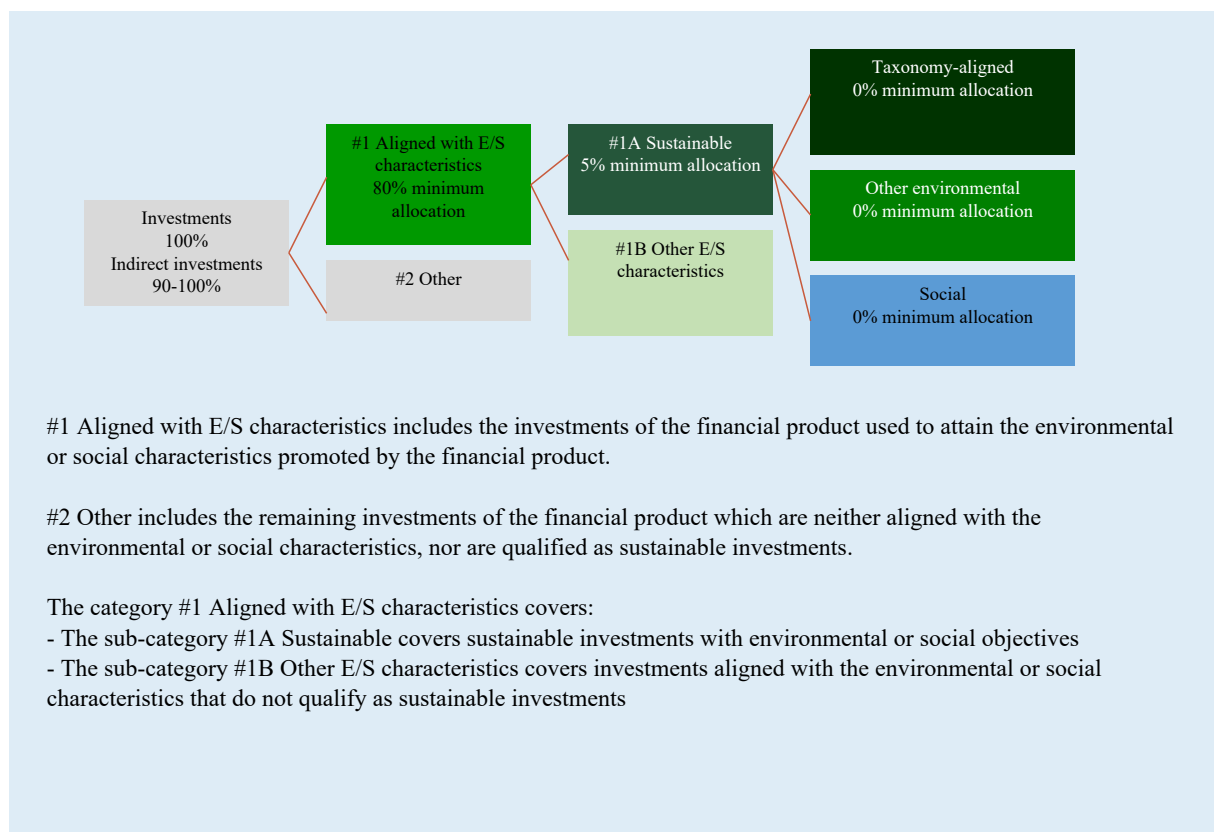 Investments
100%
Indirect investments
90-100%
#1 Aligned with E/S
characteristics
80% minimum
allocation
#2 Other
#1A Sustainable
5% minimum allocation
#1B Other E/S
characteristics
Taxonomy-aligned
0% minimum allocation
Other environmental
0% minimum allocation
Social
0% minimum allocation
#1 Aligned with E/S characteristics includes the investments of the financial product used to attain the environmental
or social characteristics promoted by the financial product.
#2 Other includes the remaining investments of the financial product which are neither aligned with the
environmental or social characteristics, nor are qualified as sustainable investments.
The category #1 Aligned with E/S characteristics covers:
- The sub-category #1A Sustainable covers sustainable investments with environmental or social objectives
- The sub-category #1B Other E/S characteristics covers investments aligned with the environmental or social
characteristics that do not qualify as sustainable investments